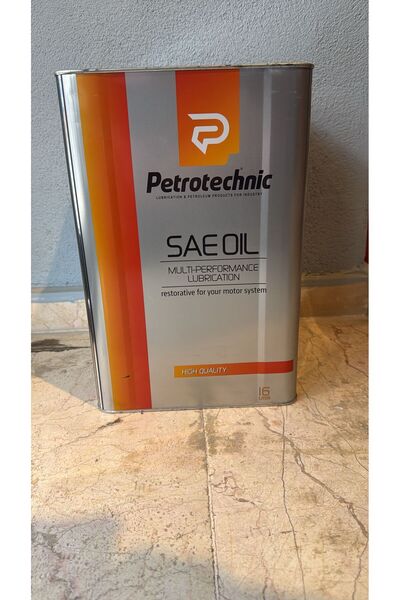 Petrotechnic
LUBRICATION & PETROLEUM PRODUCTS FOR INDUSTRY
SAE OIL
MULTI-PERFORMANCE
LUBRICATION
restorative for your motor system
HIGH QUALITY
16